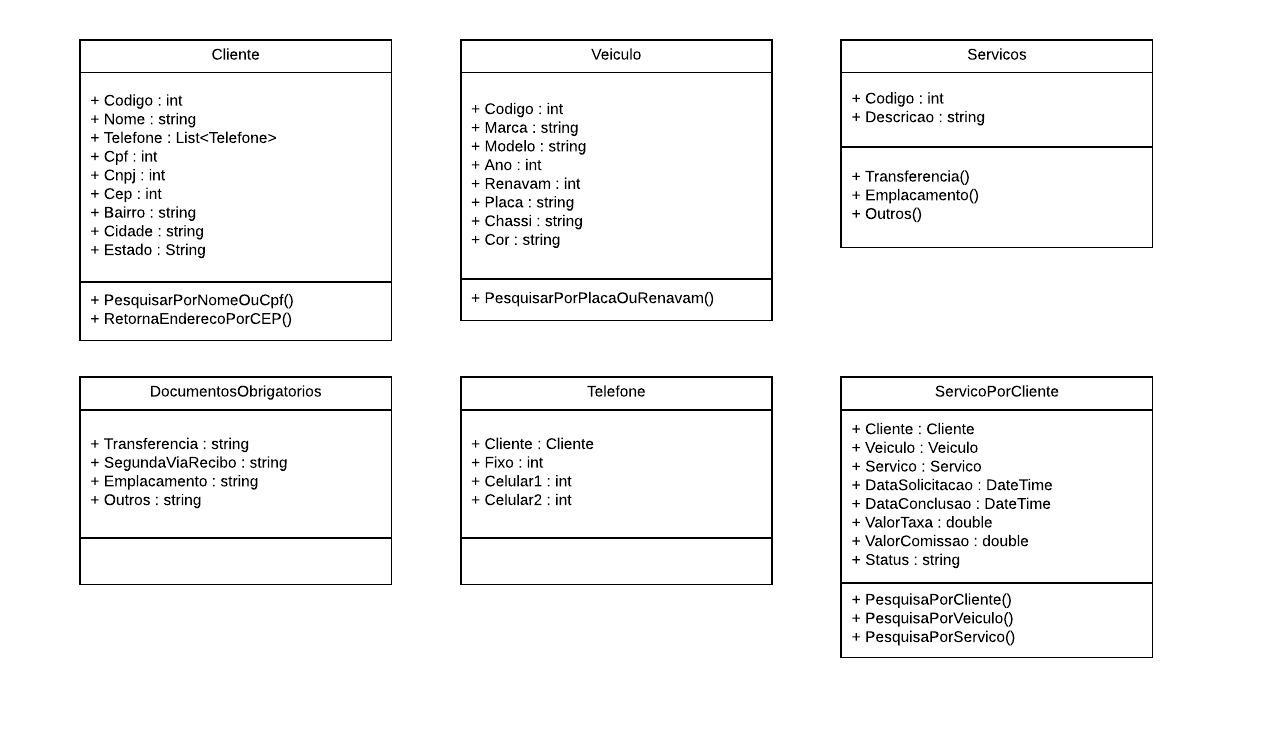 Cliente
+ Codigo : int
+ Nome : string
+ Telefone : List<Telefone>
+ Cpf : int
+ Cnpj : int
+ Cep : int
+ Bairro : string
+ Cidade : string
+ Estado : String
+ PesquisarPorNomeOuCpf()
+ RetornaEnderecoPorCEP()
Veiculo
+ Codigo : int
+ Marca : string
+ Modelo : string
+ Ano : int
+ Renavam : int
+ Placa : string
+ Chassi : string
+ Cor : string
+ PesquisarPorPlacaOuRenavam()
Servicos
+ Codigo : int
+ Descricao : string
+ Transferencia()
+ Emplacamento()
+ Outros()
DocumentosObrigatorios
+ Transferencia : string
+ SegundaViaRecibo : string
+ Emplacamento : string
+ Outros : string
Telefone
+ Cliente : Cliente
+ Fixo : int
+ Celular1 : int
+ Celular2 : int
ServicoPorCliente
+ Cliente : Cliente
+ Veiculo : Veiculo
+ Servico : Servico
+ DataSolicitacao : DateTime
+ DataConclusao : DateTime
+ ValorTaxa : double
+ ValorComissao : double
+ Status : string
+ PesquisaPorCliente()
+ PesquisaPorVeiculo()
+ PesquisaPorServico()